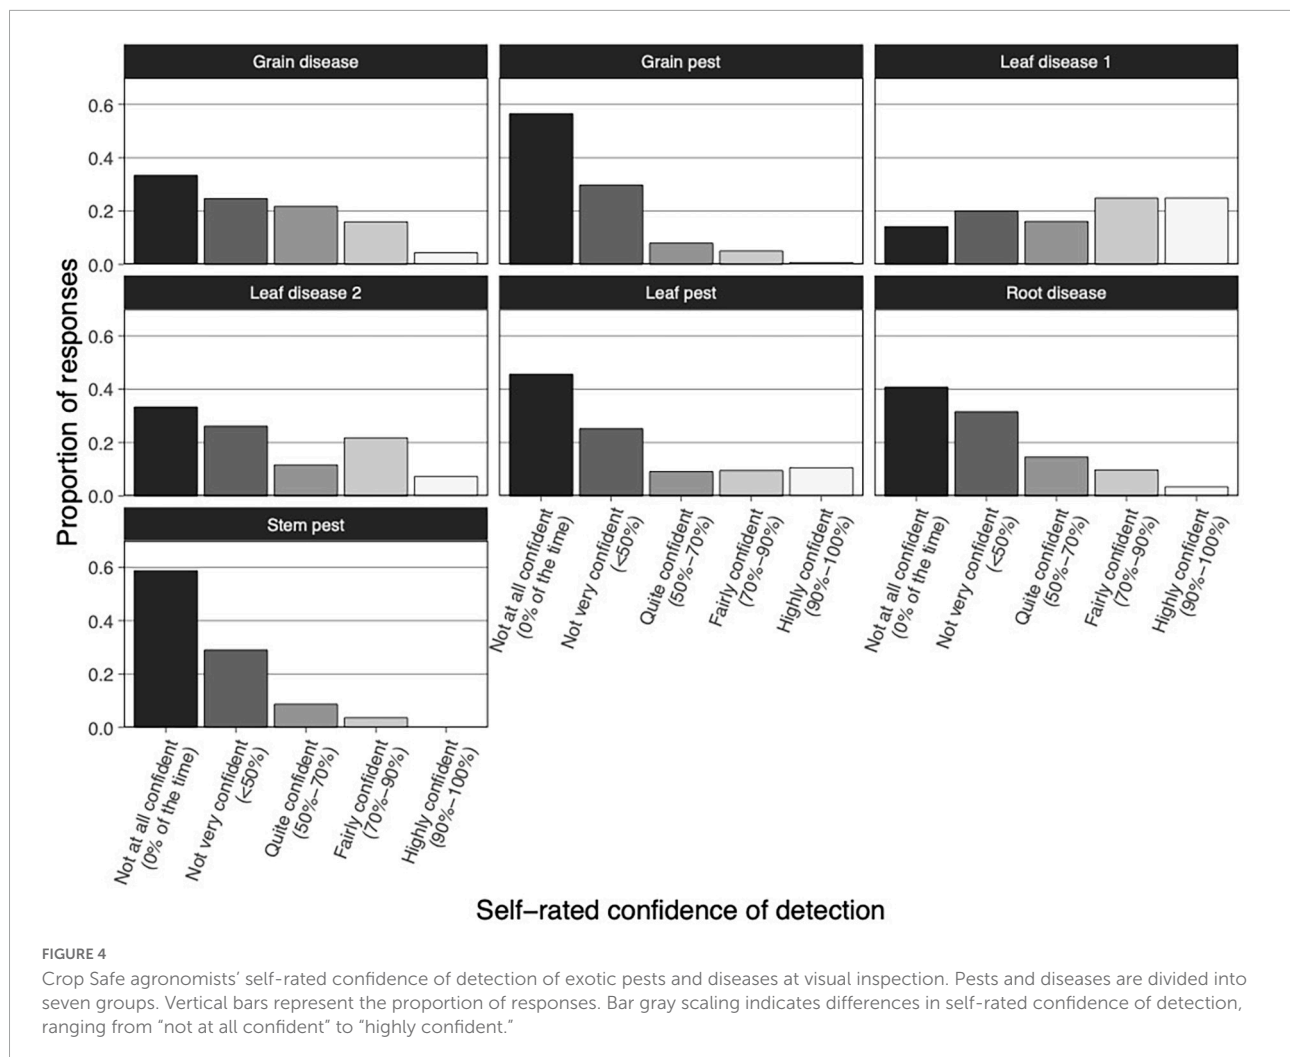 Grain disease
Grain pest
Leaf disease 1
0.6
0.4
0.2
0.0
Leaf disease 2
Leaf pest
Root disease
0.6
0.4
0.2
0.0
Stem pest
0.6
0.4
0.2
0.0
Proportion of responses
Not at all confident
(0% of the time)
Not very confident
(<50%)
Quite confident
(50%–70%)
Fairly confident
(70%–90%)
Highly confident
(90%–100%)
Not at all confident
(0% of the time)
Not very confident
(<50%
Quite confident
(50%–70%)
Fairly confident
(70%–90%)
Highly confident
(90%–100%)
Not at all confident
(0% of the time)
Not very confident
(<50%)
Quite confident
(50%–70%)
Fairly confident
(70%–90%)
Highly confident
(90%–100%)
Self–rated confidence of detection
FIGURE 4
Crop Safe agronomists’ self-rated confidence of detection of exotic pests and diseases at visual inspection. Pests and diseases are divided into
seven groups. Vertical bars represent the proportion of responses. Bar gray scaling indicates differences in self-rated confidence of detection,
ranging from “not at all confident” to “highly confident.”